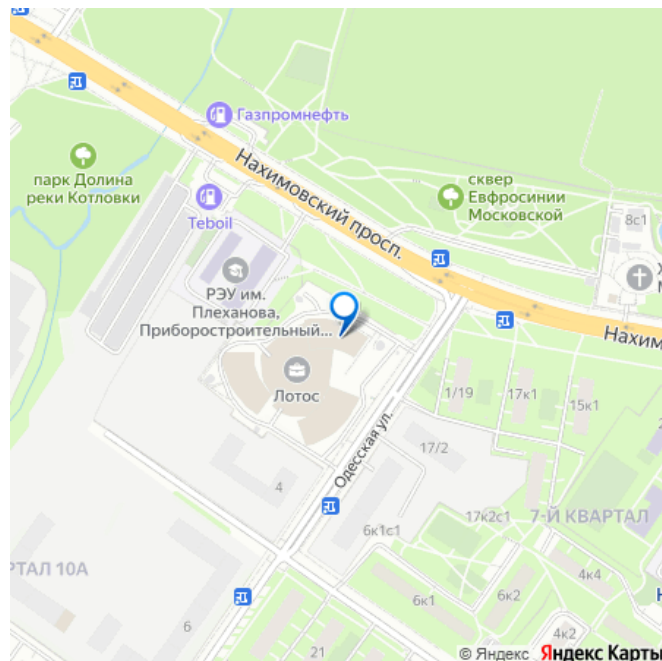 Газпромнефть
Нахимовский просп.
парк Долина
реки Котловки
Teboil
сквер
Евфросинии
Московской
8с1
Х
М
РЭУ им.
Плеханова,
Приборостроительный...
Лотос
Нахим
1/19
17к1
15к1
Одесская ул.
17/2
4
17к2с1
7-Й КВАРТАЛ
6к1с1
РТАЛ 10А
4к4
6к1
6к2
Н
6
4к2
21
© Яндекс Яндекс Карты